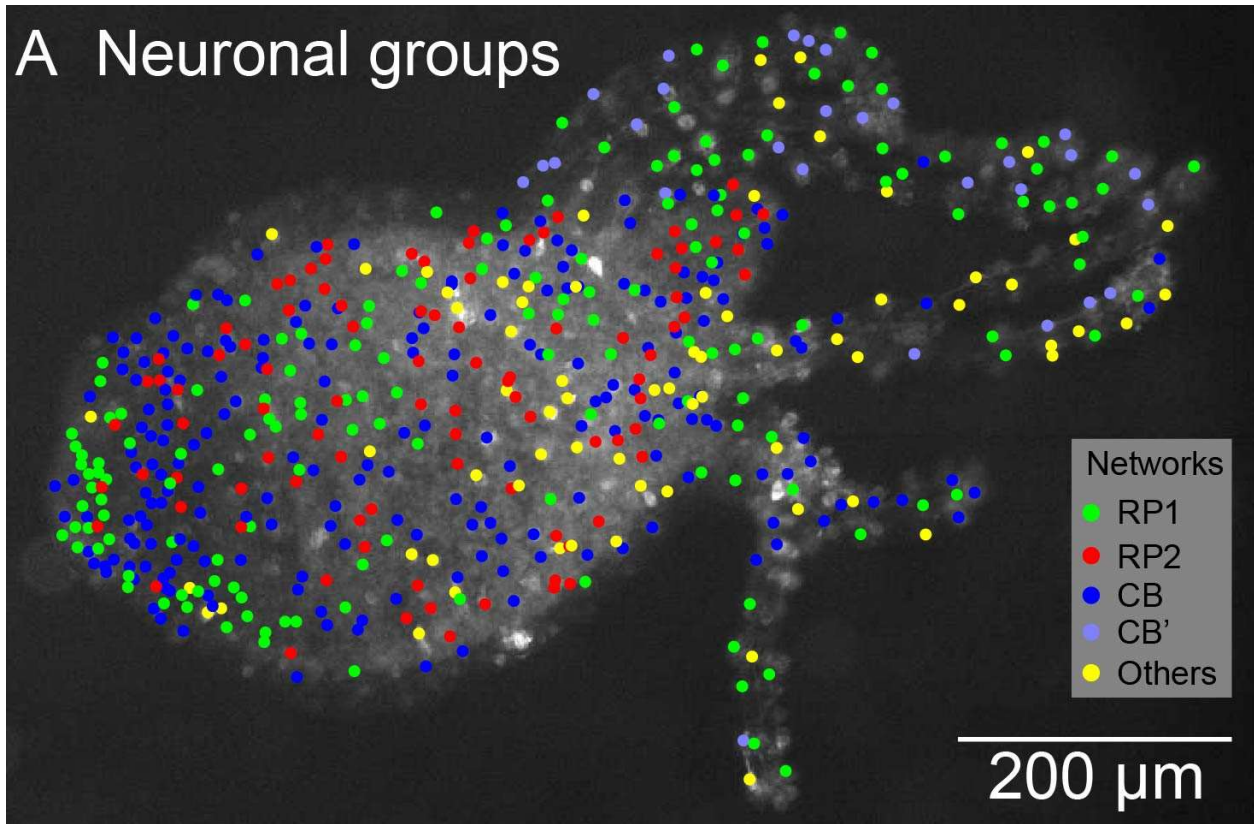 A Neuronal groups
Networks
RP1
RP2
CB
CB’
Others
200 µm